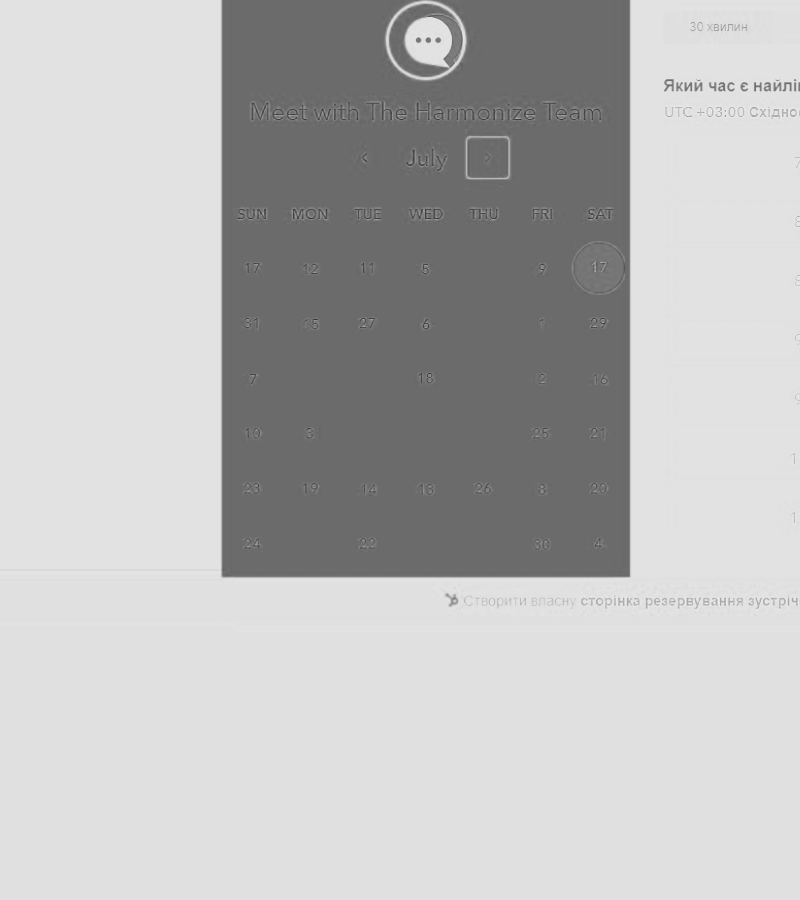 30 хвилин
Meet with The Harmonize Team
Який час є найлі
UTC +03:00 Східно
July
SUN MON TUE WED THU FRI SAT
17 12 11 5 9 17
31 15 27 6 1 29
7 18 2 16
10 3 25 21
23 19 14 13 26 8 20
24 22 30 4
7
8
8
9
9
1
1
Створити власну сторінка резервування зустріч